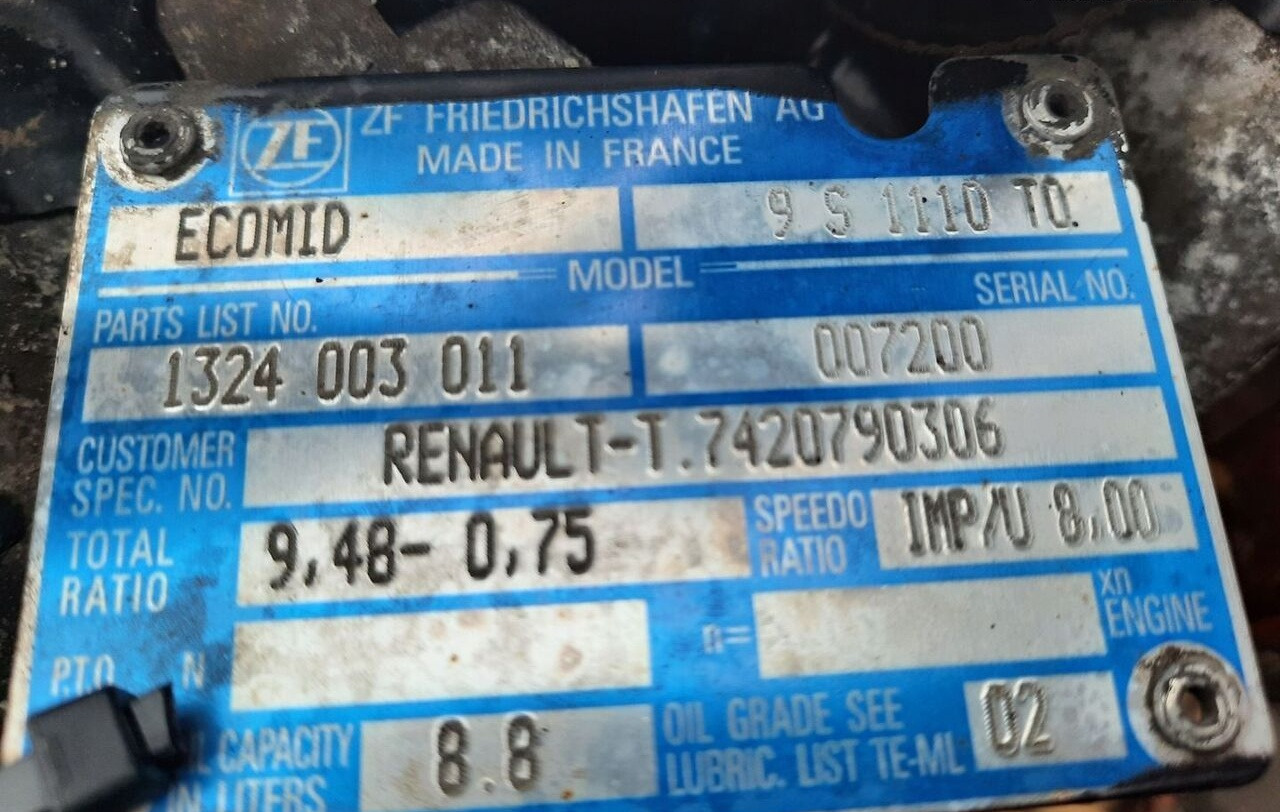 ZF
ZF FRIEDRICHSHAFEN AG
MADE IN FRANCE
ECOMID 9 S 1110 TO.
MODEL
PARTS LIST NO. SERIAL NO.
1324 003 011 007200
CUSTOMER SPEC. NO. RENAULT-T.7420790306
TOTAL RATIO 9,48- 0,75 SPEEDO RATIO IMP/U 8,00
P.T.O N n= xn ENGINE
CAPACITY IN LITERS 8.8 OIL GRADE SEE LUBRIC. LIST TE-ML 02